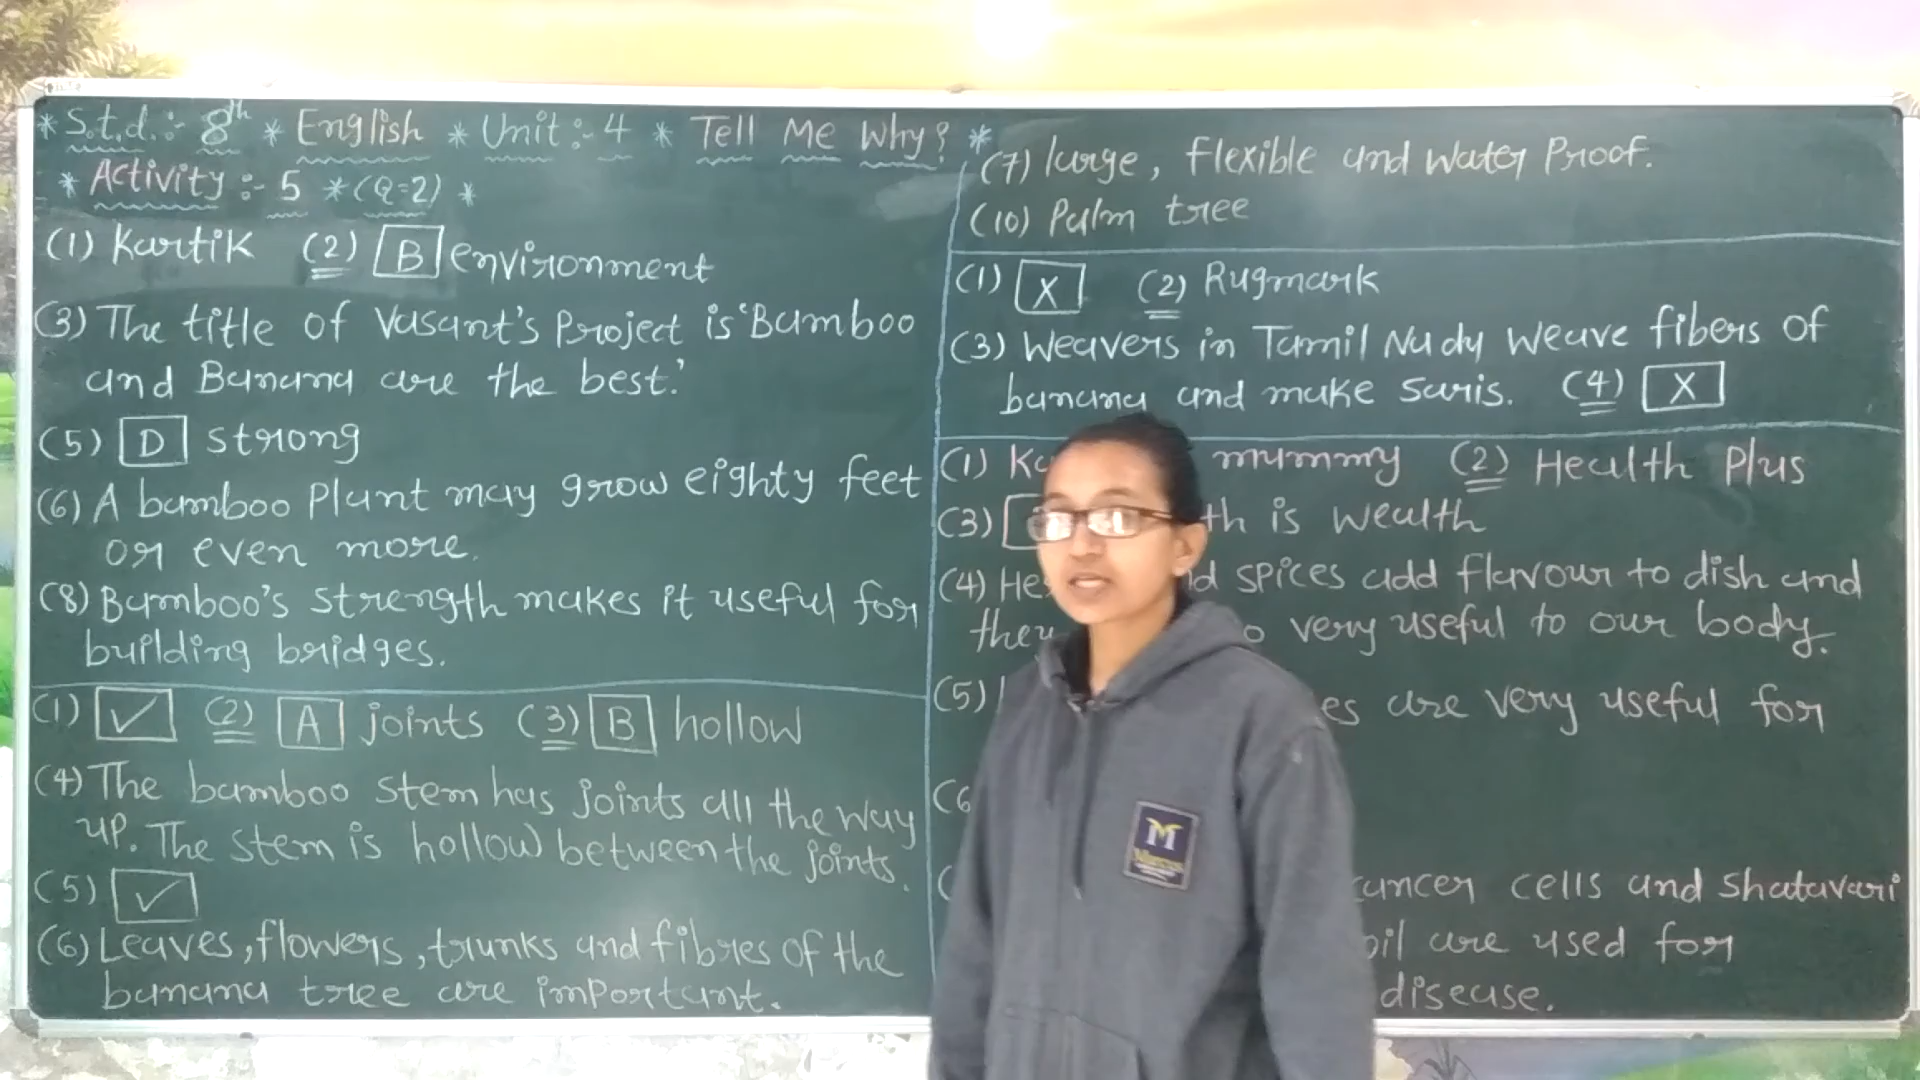 * S.t.d. :- 8th * English * Unit :- 4 * Tell Me Why? *
* Activity :- 5 * (Q=2) *
(1) Kartik (2) B environment
(3) The title of Vasant's Project is 'Bamboo
and Banana are the best.'
(5) D strong
(6) A bamboo Plant may grow eighty feet
or even more.
(8) Bamboo's strength makes it useful for
building bridges.
(1) ✓ (2) A joints (3) B hollow
(4) The bamboo stem has joints all the way
up. The stem is hollow between the joints.
(5) ✓
(6) Leaves, flowers, trunks and fibres of the
banana tree are important.
(7) large, flexible and Water Proof.
(10) Palm tree
(1) X (2) Rugmark
(3) Weavers in Tamil Nadu Weave fibers of
banana and make saris. (4) X
(1) mummy (2) Health Plus
(3) is wealth
(4) spices add flavour to dish and
they very useful to our body.
(5) are very useful for
cancer cells and shatavari
oil are used for
disease.
M